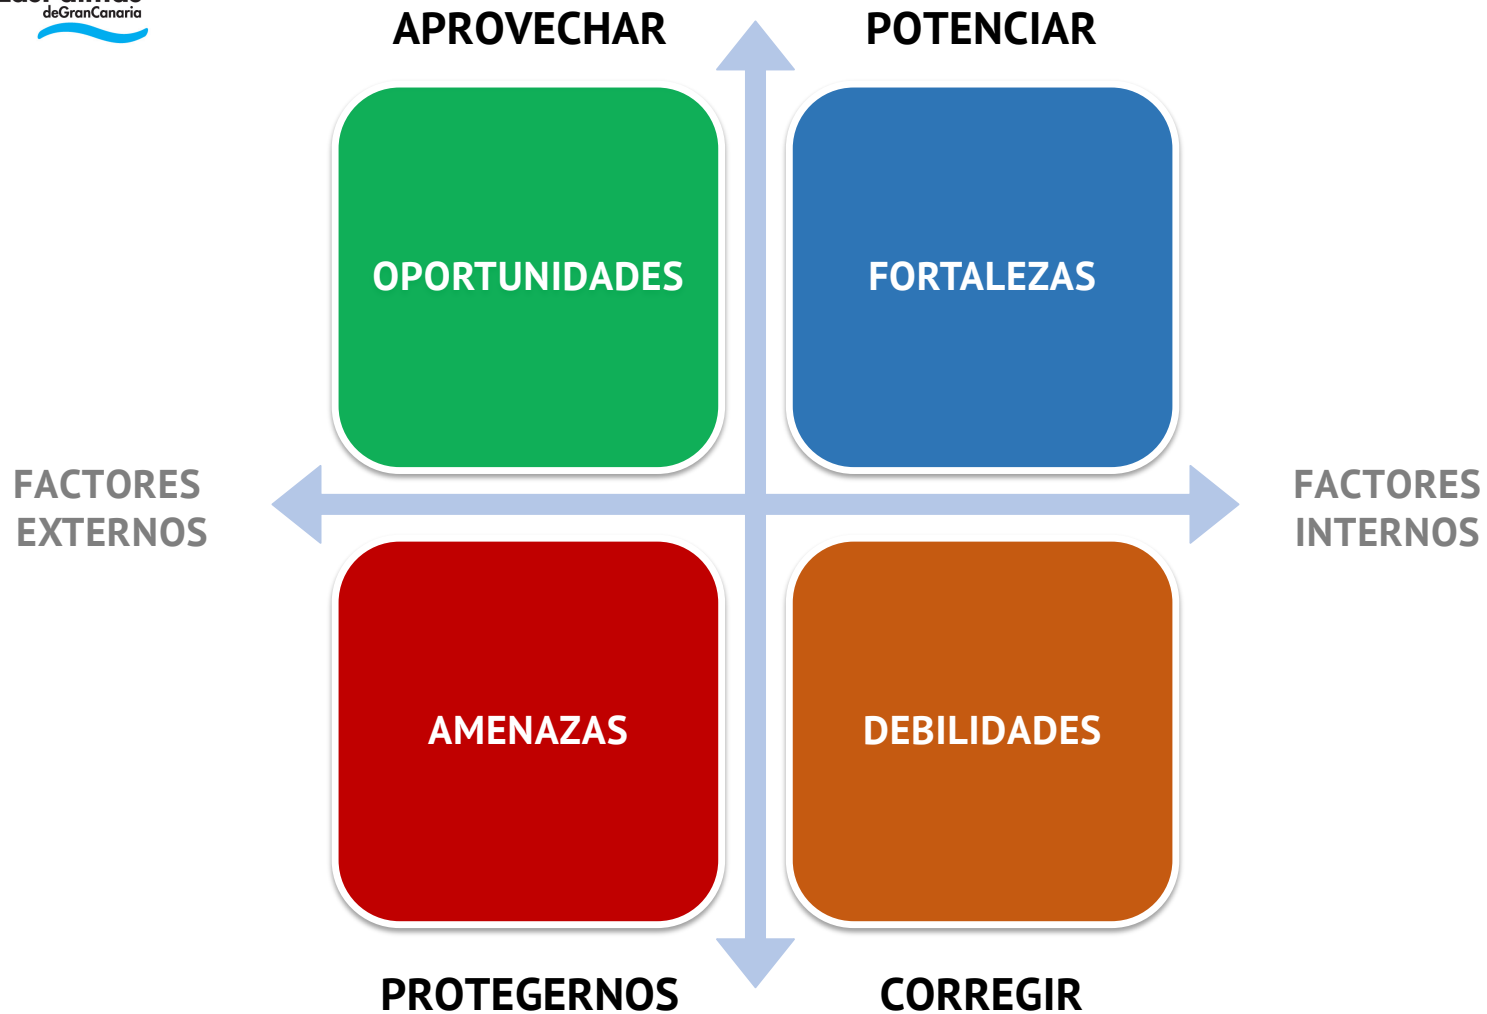 deGranCanaria
APROVECHAR
POTENCIAR
OPORTUNIDADES
FORTALEZAS
FACTORES
EXTERNOS
FACTORES
INTERNOS
AMENAZAS
DEBILIDADES
PROTEGERNOS
CORREGIR